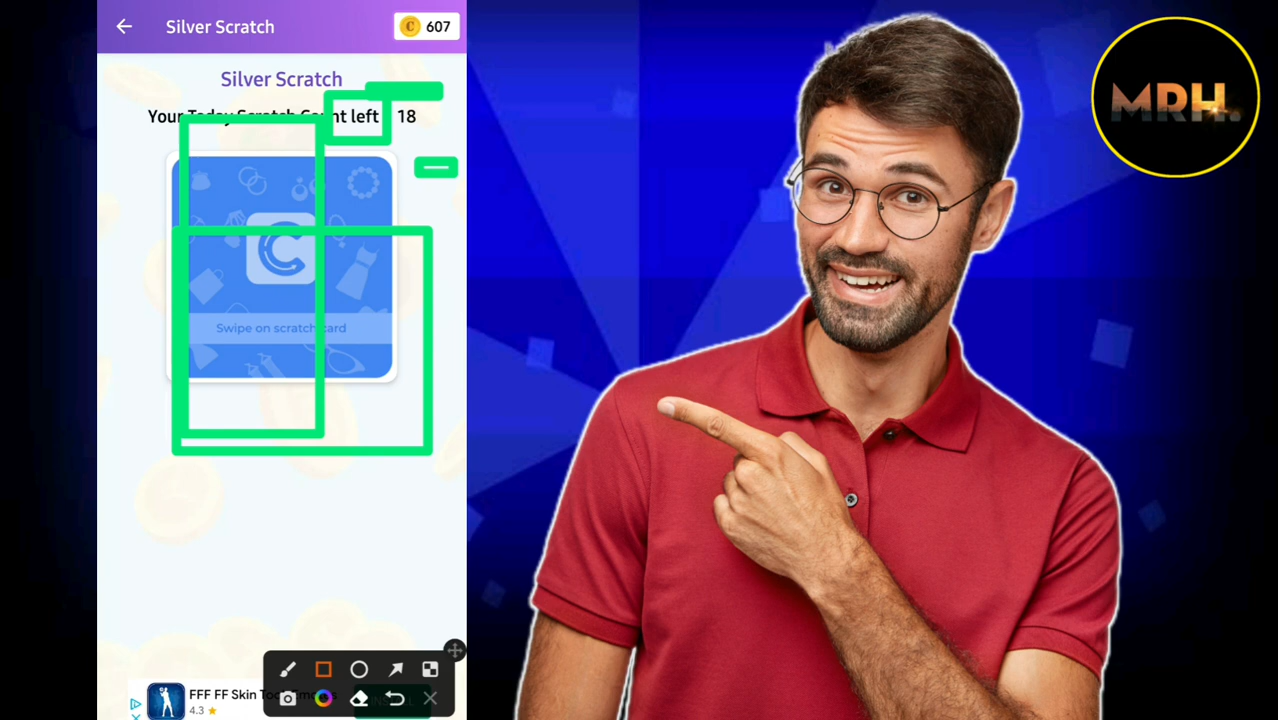 Silver Scratch
607
Silver Scratch
Your Today Scratch Count left 18
C
Swipe on scratch card
FFF FF Skin Tool
4.3
MRH.